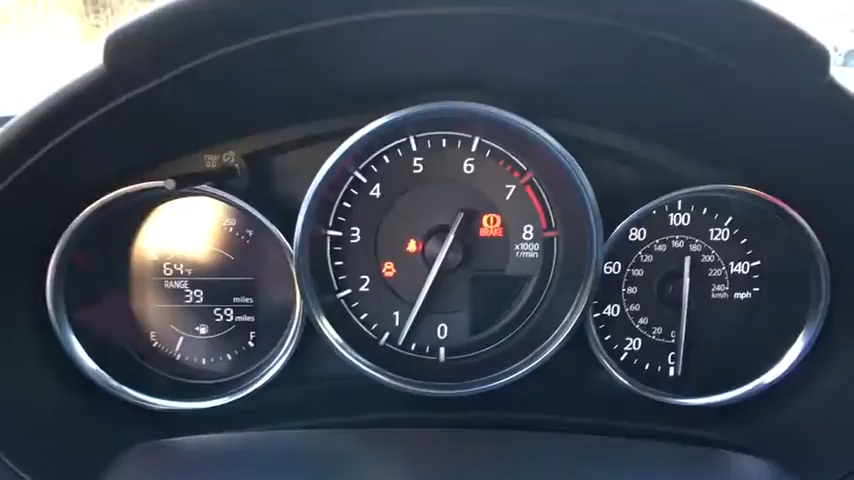 TRIP
250 °F
64°F
RANGE
39 miles
59 miles
E F
0 1 2 3 4 5 6 7 8
x1000
r/min
BRAKE
0 20 40 60 80 100 120 140
mph
0 20 40 60 80 100 120 140 160 180 200 220 240
km/h